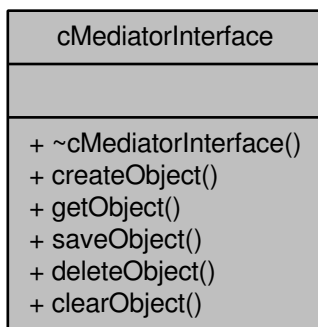 cMediatorInterface
+ ~cMediatorInterface()
+ createObject()
+ getObject()
+ saveObject()
+ deleteObject()
+ clearObject()